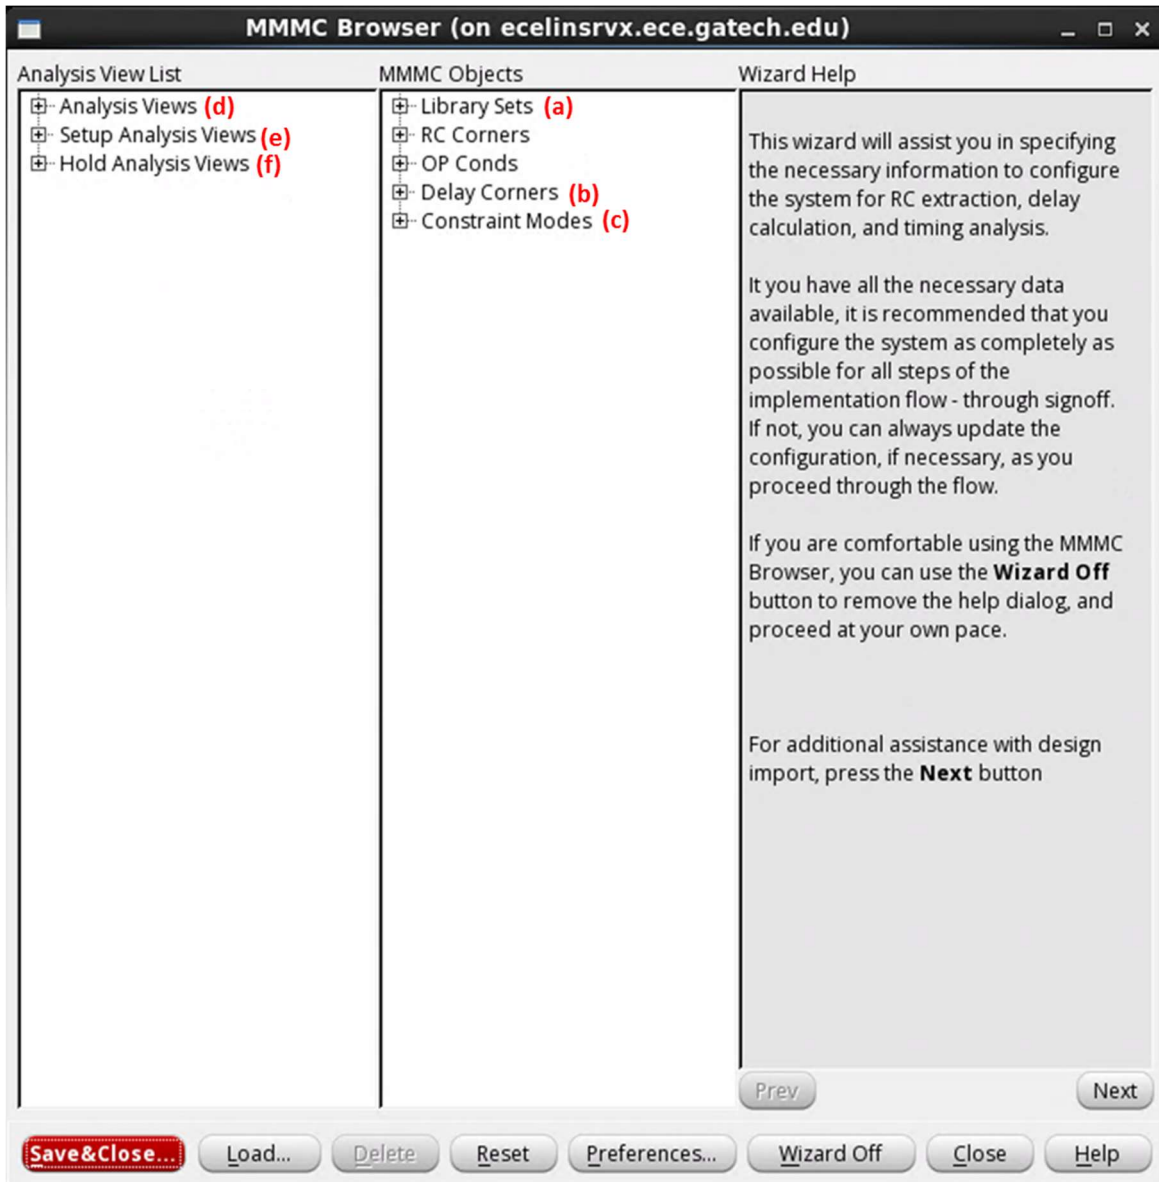 MMMC Browser (on ecelinsrvx.ece.gatech.edu)
Analysis View List
Analysis Views (d)
Setup Analysis Views (e)
Hold Analysis Views (f)
MMMC Objects
Library Sets (a)
RC Corners
OP Conds
Delay Corners (b)
Constraint Modes (c)
Wizard Help
This wizard will assist you in specifying
the necessary information to configure
the system for RC extraction, delay
calculation, and timing analysis.
It you have all the necessary data
available, it is recommended that you
configure the system as completely as
possible for all steps of the
implementation flow - through signoff.
If not, you can always update the
configuration, if necessary, as you
proceed through the flow.
If you are comfortable using the MMMC
Browser, you can use the Wizard Off
button to remove the help dialog, and
proceed at your own pace.
For additional assistance with design
import, press the Next button
Prev Next
Save&Close... Load... Delete Reset Preferences... Wizard Off Close Help